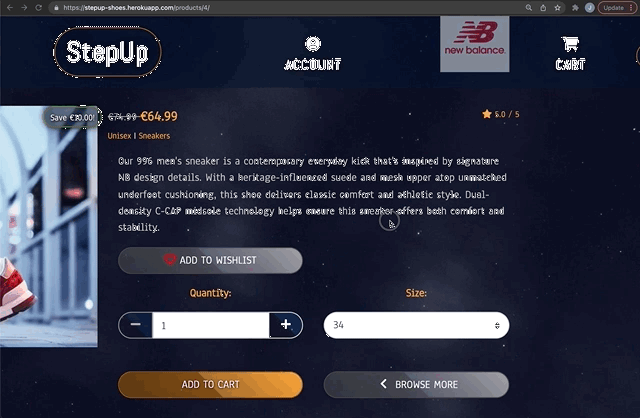 https://stepup-shoes.herokuapp.com/products/4/
Update
StepUp
ACCOUNT
new balance.
CART
Save €10.00!
€74.99 €64.99
5.0 / 5
Unisex | Sneakers
Our 996 men's sneaker is a contemporary everyday kick that's inspired by signature
NB design details. With a heritage-influenced suede and mesh upper atop unmatched
underfoot cushioning, this shoe delivers classic comfort and athletic style. Dual-
density C-CAP midsole technology helps ensure this sneaker offers both comfort and
stability.
ADD TO WISHLIST
Quantity:
Size:
1
34
ADD TO CART
BROWSE MORE